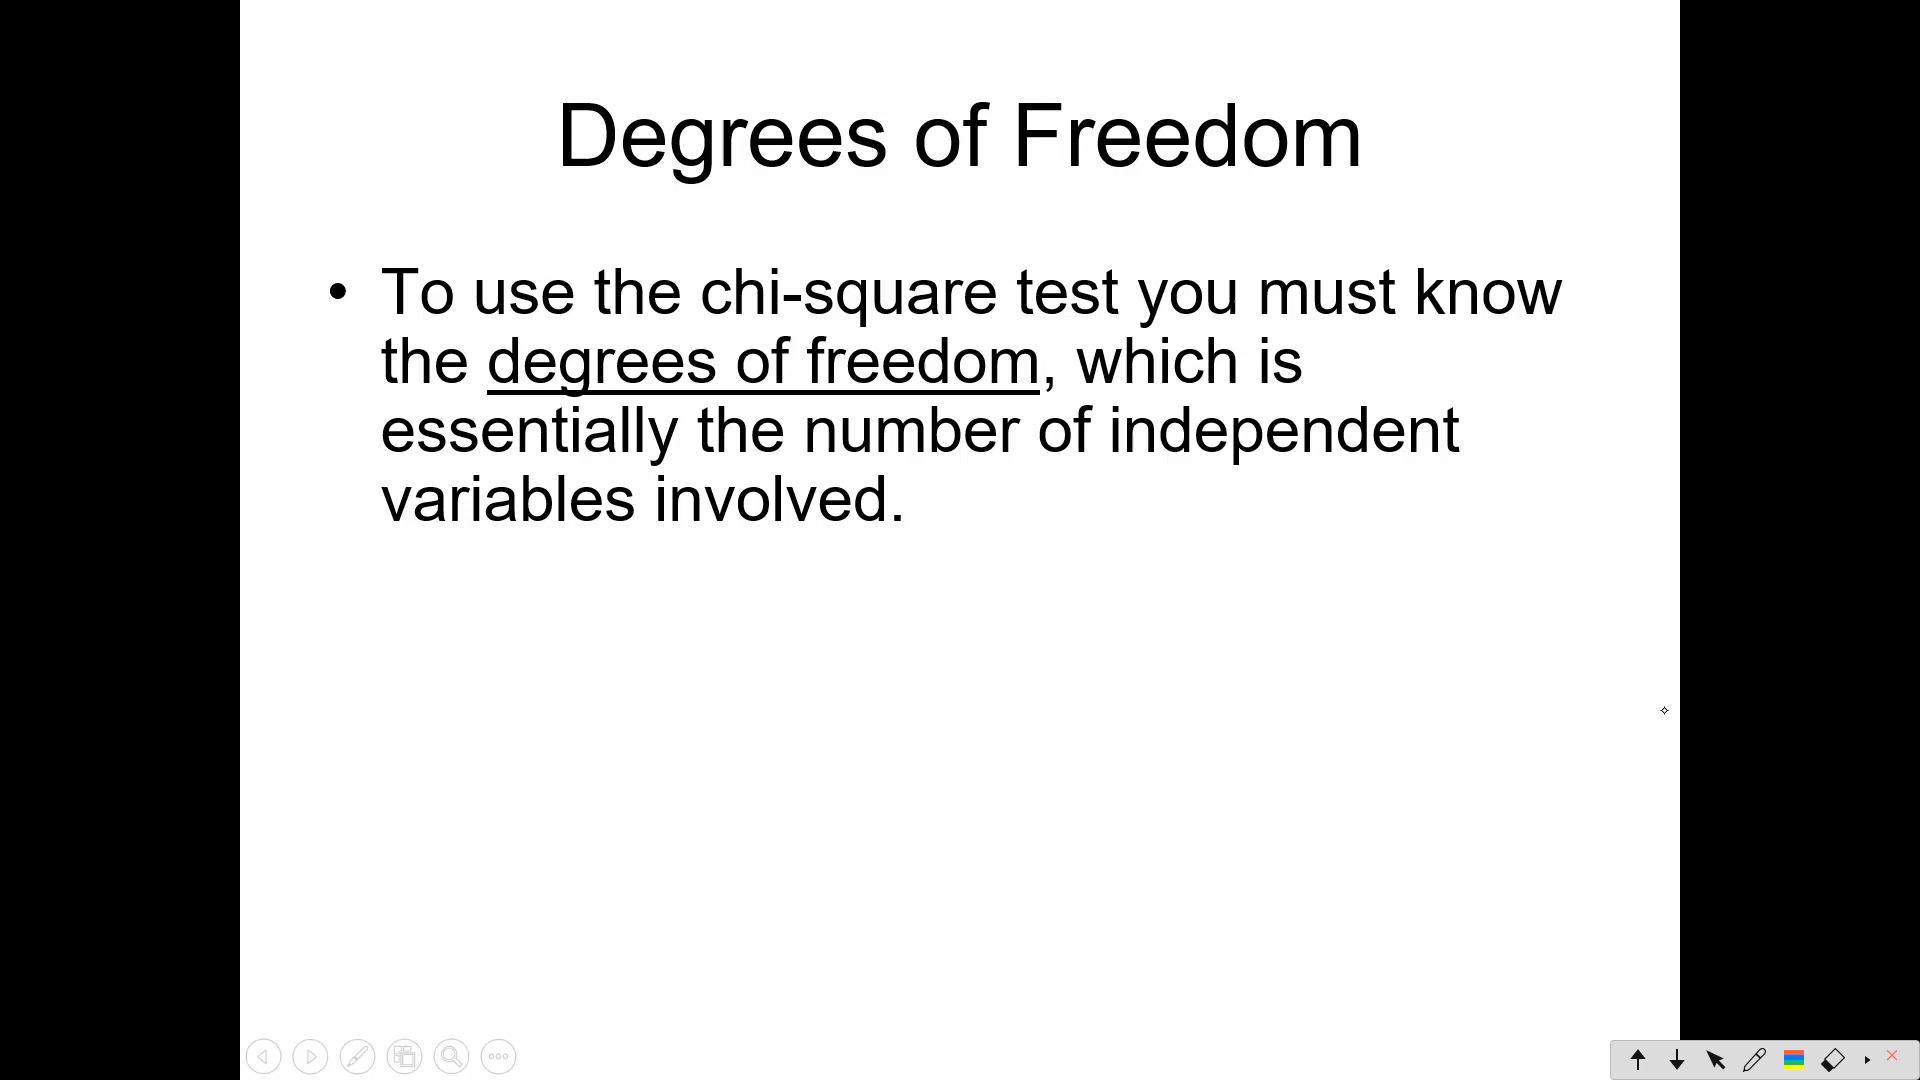 Degrees of Freedom
• To use the chi-square test you must know
the degrees of freedom, which is
essentially the number of independent
variables involved.